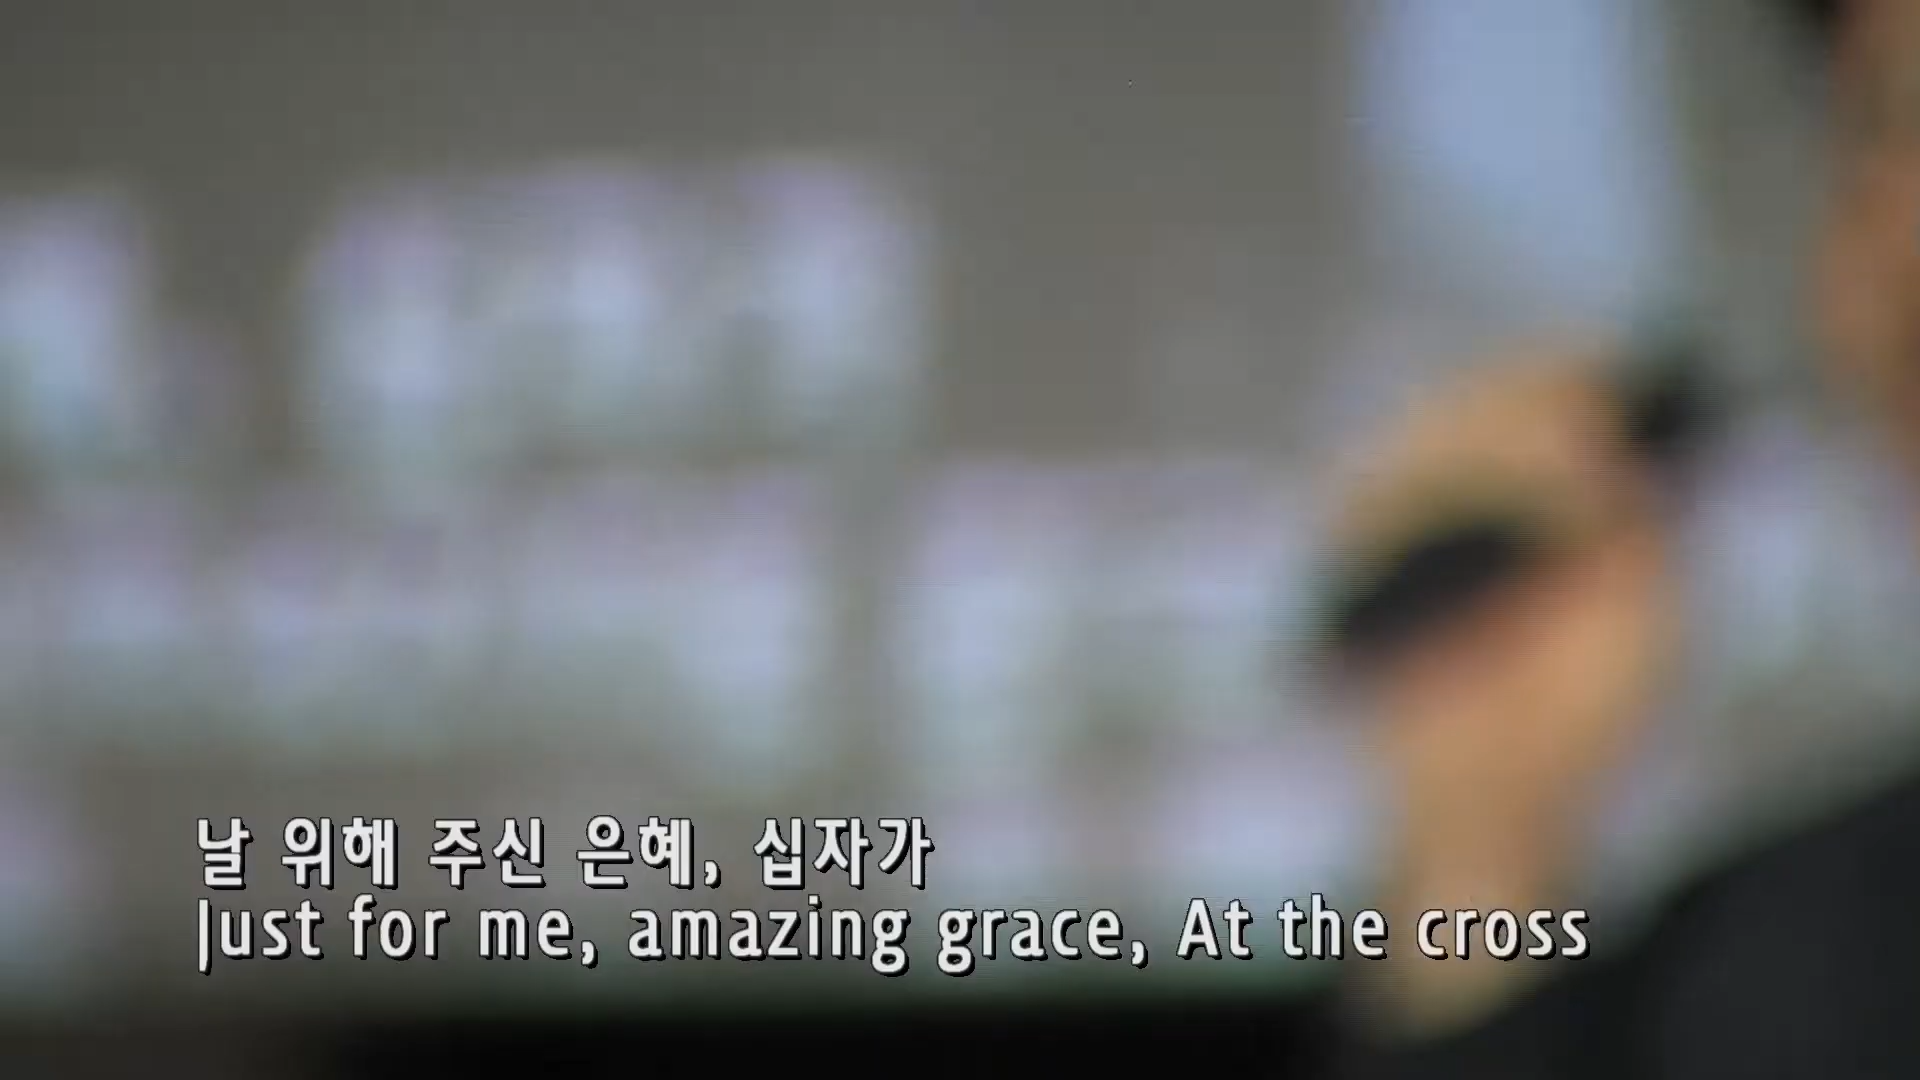 날 위해 주신 은혜, 십자가
Just for me, amazing grace, At the cross